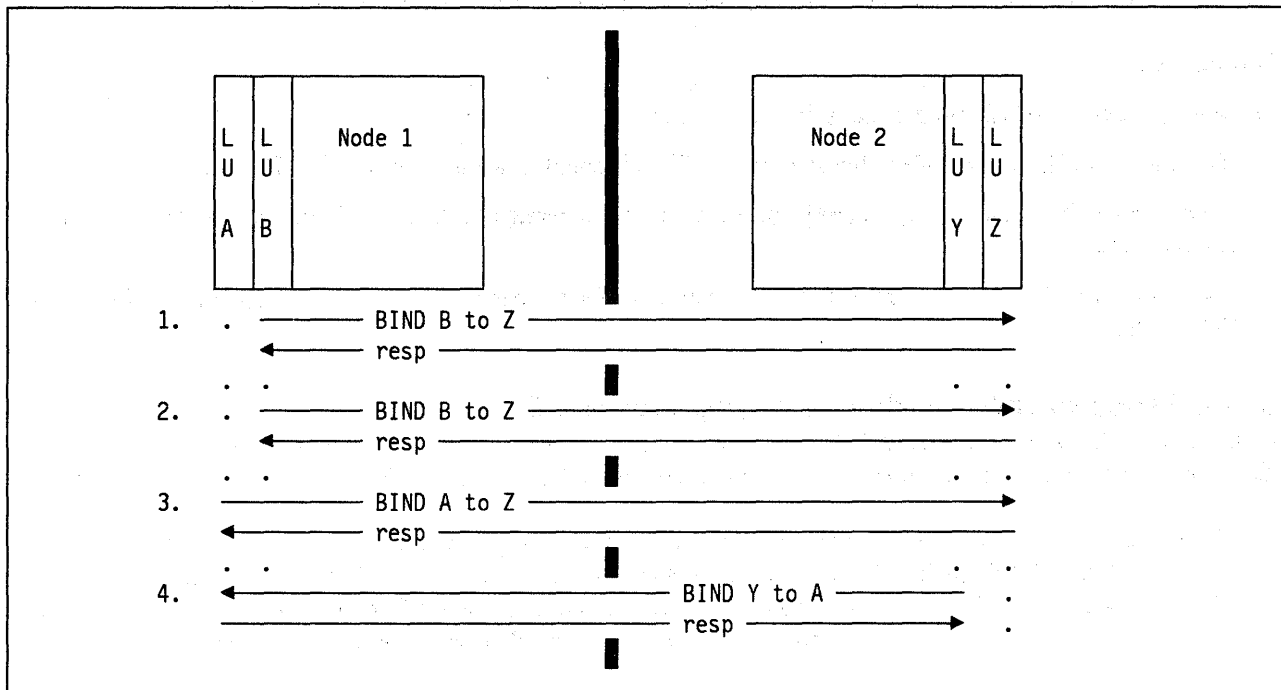 L L Node 1 Node 2 L L
U U U U
A B Y Z
1. . BIND B to Z
resp
. . . .
2. . BIND B to Z
resp
. . . .
3. BIND A to Z
resp
. . . .
4. BIND Y to A .
resp .